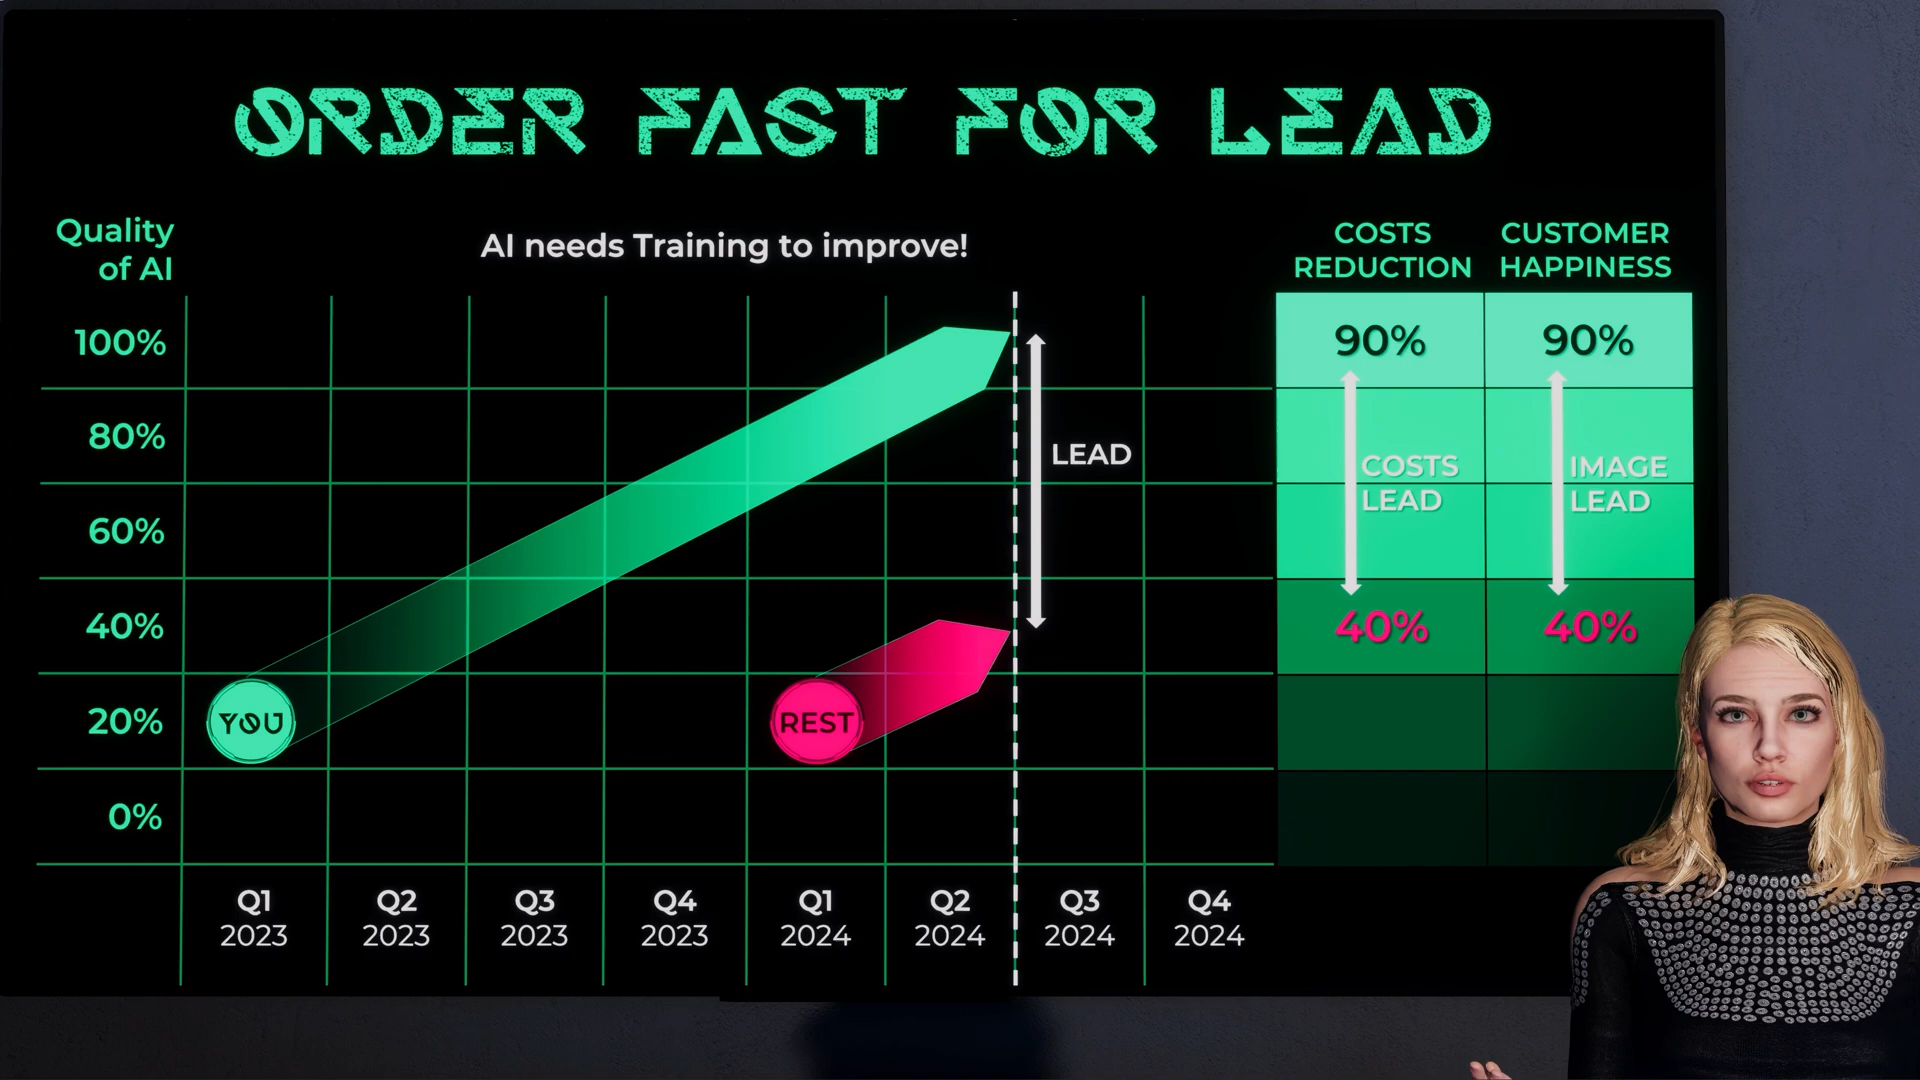 ORDER FAST FOR LEAD
Quality
of AI
AI needs Training to improve!
COSTS
REDUCTION
CUSTOMER
HAPPINESS
100%
80%
60%
40%
20%
0%
LEAD
YOU
REST
90%
90%
COSTS
LEAD
IMAGE
LEAD
40%
40%
Q1
2023
Q2
2023
Q3
2023
Q4
2023
Q1
2024
Q2
2024
Q3
2024
Q4
2024